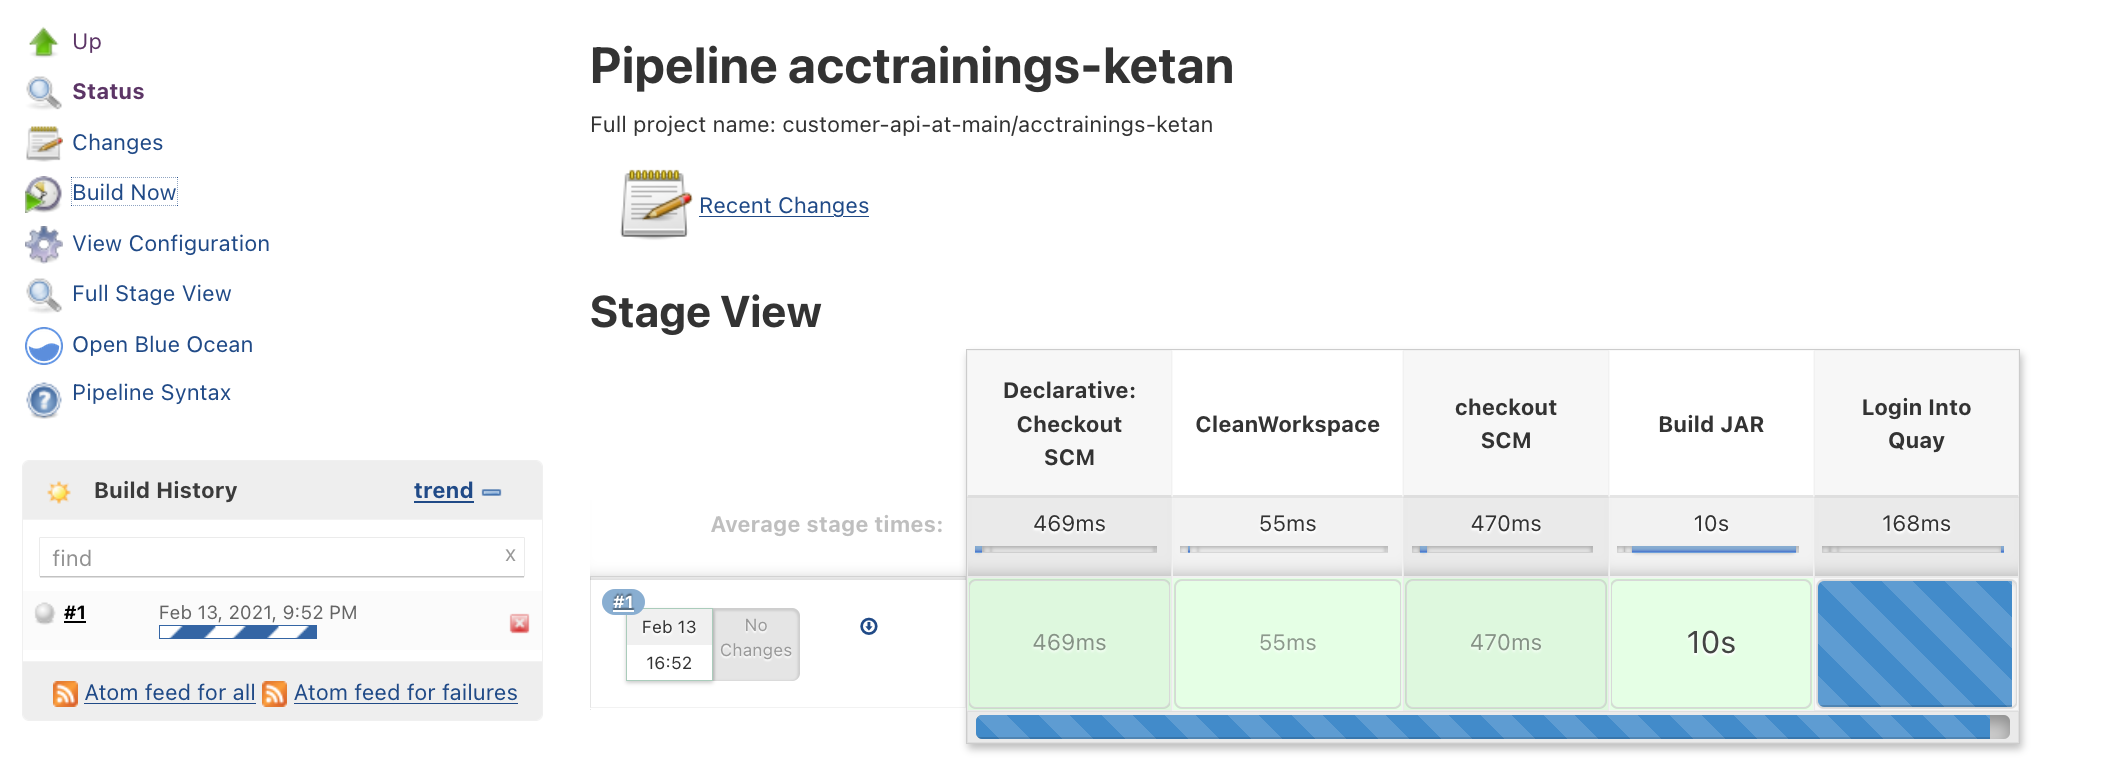 Up
Status
Changes
Build Now
View Configuration
Full Stage View
Open Blue Ocean
Pipeline Syntax
Build History
trend
find
x
#1
Feb 13, 2021, 9:52 PM
Atom feed for all
Atom feed for failures
Pipeline acctrainings-ketan
Full project name: customer-api-at-main/acctrainings-ketan
Recent Changes
Stage View
Declarative:
Checkout
SCM
CleanWorkspace
checkout
SCM
Build JAR
Login Into
Quay
Average stage times:
469ms
55ms
470ms
10s
168ms
#1
Feb 13
16:52
No
Changes
469ms
55ms
470ms
10s